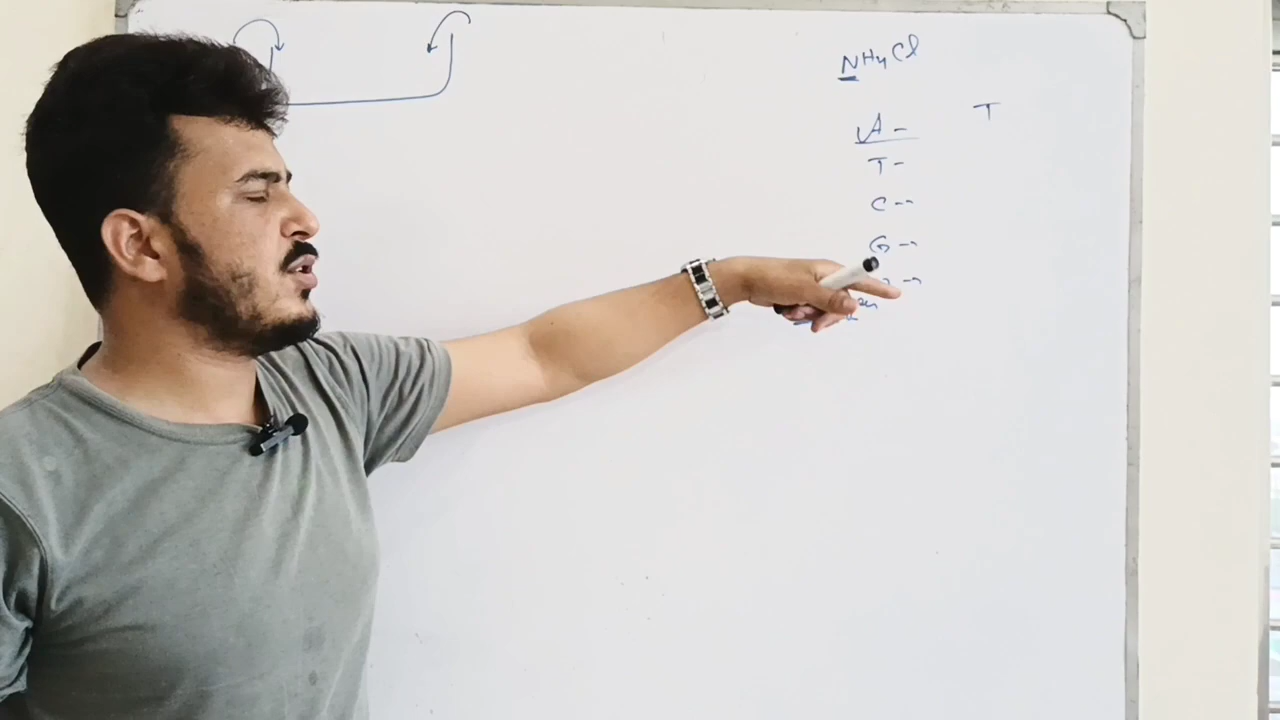 NH4Cl
A -
T
T -
C --
G -